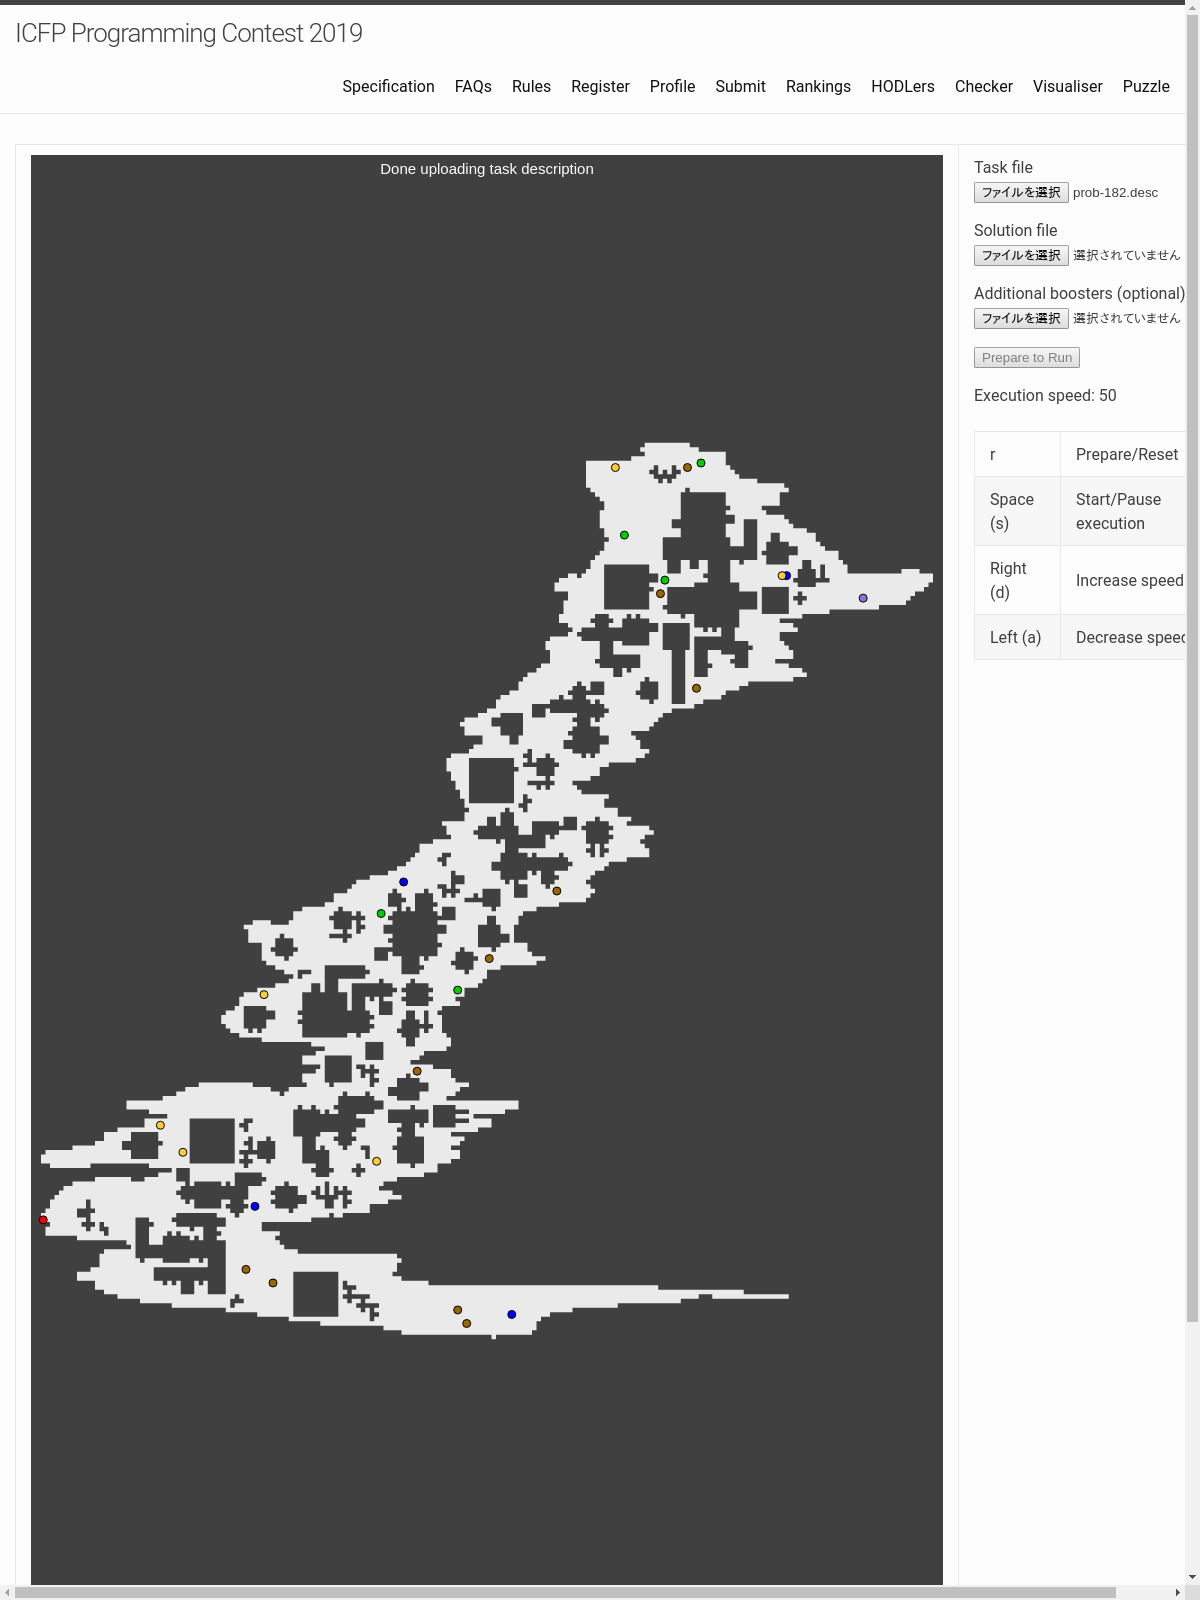 ICFP Programming Contest 2019
Specification FAQs Rules Register Profile Submit Rankings HODLers Checker Visualiser Puzzle
Done uploading task description
Task file
ファイルを選択 prob-182.desc
Solution file
ファイルを選択 選択されていません
Additional boosters (optional)
ファイルを選択 選択されていません
Prepare to Run
Execution speed: 50
r Prepare/Reset
Space Start/Pause
(s) execution
Right Increase speed
(d)
Left (a) Decrease speed